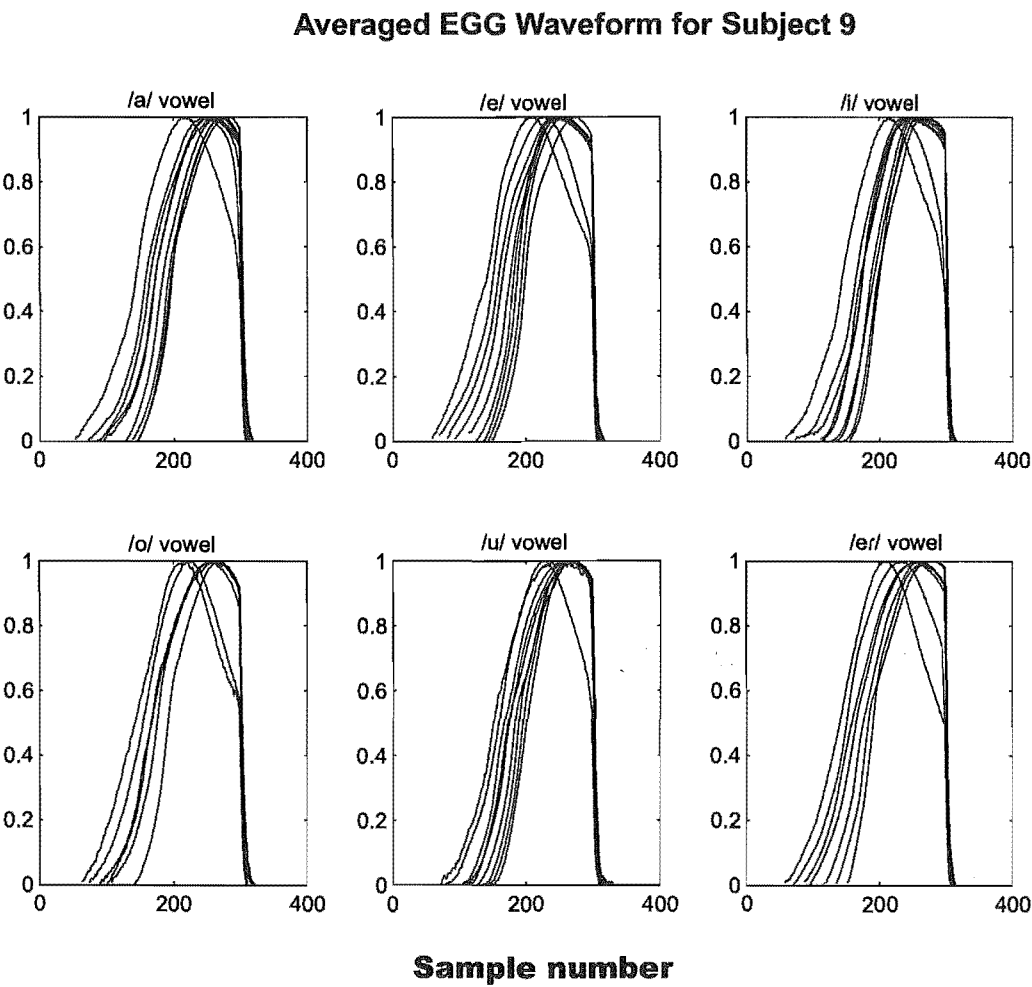 Averaged EGG Waveform for Subject 9
/a/ vowel /e/ vowel /i/ vowel
1 1 1
0.8 0.8 0.8
0.6 0.6 0.6
0.4 0.4 0.4
0.2 0.2 0.2
0 0 0
0 200 400 0 200 400 0 200 400
/o/ vowel /u/ vowel /er/ vowel
1 1 1
0.8 0.8 0.8
0.6 0.6 0.6
0.4 0.4 0.4
0.2 0.2 0.2
0 0 0
0 200 400 0 200 400 0 200 400
Sample number